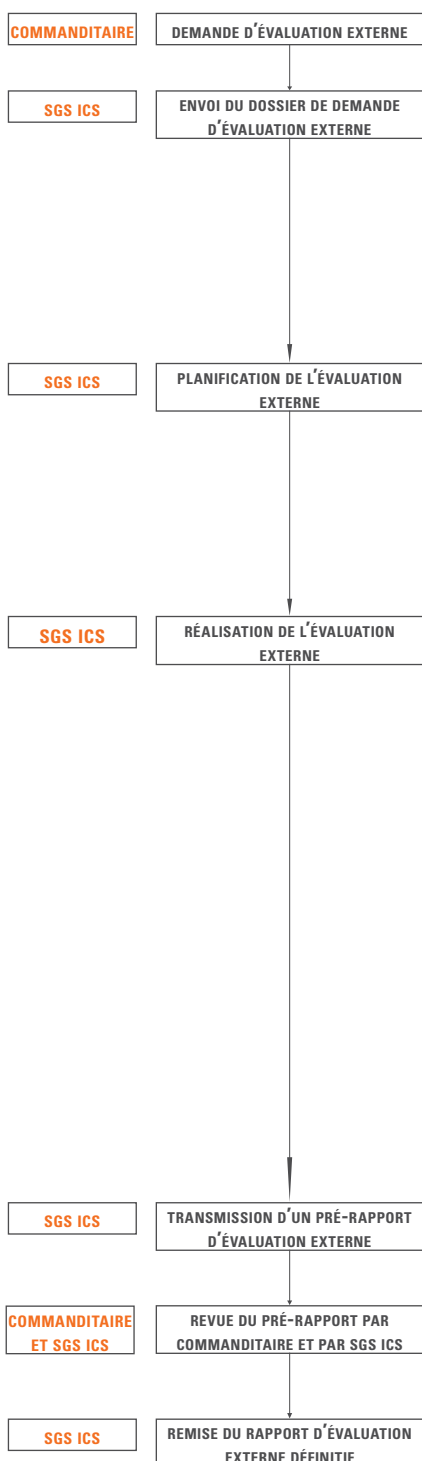 COMMANDITAIRE
DEMANDE D'ÉVALUATION EXTERNE
SGS ICS
ENVOI DU DOSSIER DE DEMANDE
D'ÉVALUATION EXTERNE
SGS ICS
PLANIFICATION DE L'ÉVALUATION
EXTERNE
SGS ICS
RÉALISATION DE L'ÉVALUATION
EXTERNE
SGS ICS
TRANSMISSION D'UN PRÉ-RAPPORT
D'ÉVALUATION EXTERNE
COMMANDITAIRE
ET SGS ICS
REVUE DU PRÉ-RAPPORT PAR
COMMANDITAIRE ET PAR SGS ICS
SGS ICS
REMISE DU RAPPORT D'ÉVALUATION
EXTERNE DÉFINITIF